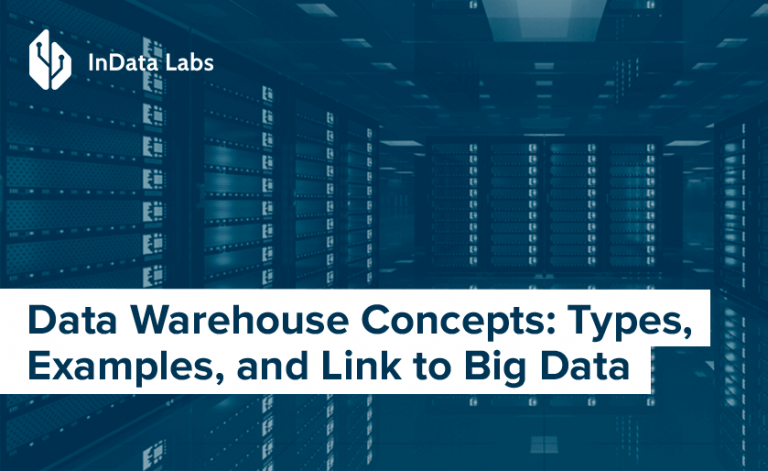 InData Labs
Data Warehouse Concepts: Types,
Examples, and Link to Big Data